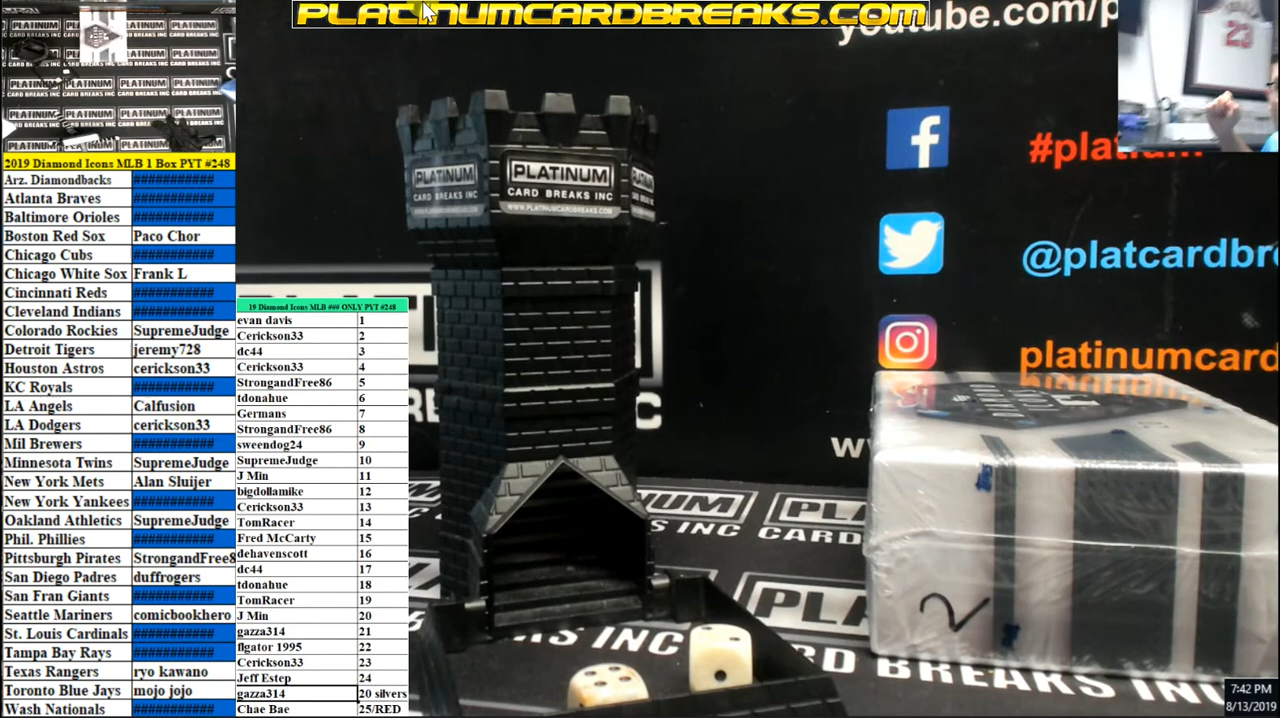 PLATINUMCARDBREAKS.COM
youtube.com/p
23
PLATINUM
CARD BREAKS INC
WWW.PLATINUMCARDBREAKS.COM
#platinum
@platcardbr
platinumcard
2019 Diamond Icons MLB 1 Box PYT #248
Arz. Diamondbacks ###########
Atlanta Braves ###########
Baltimore Orioles ###########
Boston Red Sox Paco Chor
Chicago Cubs ###########
Chicago White Sox Frank L
Cincinnati Reds ###########
Cleveland Indians ###########
Colorado Rockies SupremeJudge
Detroit Tigers jeremy728
Houston Astros cerickson33
KC Royals ###########
LA Angels Calfusion
LA Dodgers cerickson33
Mil Brewers ###########
Minnesota Twins SupremeJudge
New York Mets Alan Sluijer
New York Yankees ###########
Oakland Athletics SupremeJudge
Phil. Phillies ###########
Pittsburgh Pirates StrongandFree8
San Diego Padres duffrogers
San Fran Giants ###########
Seattle Mariners comicbookhero
St. Louis Cardinals ###########
Tampa Bay Rays ###########
Texas Rangers ryo kawano
Toronto Blue Jays mojo jojo
Wash Nationals ###########
19 Diamond Icons MLB ### ONLY PYT #248
evan davis 1
Cerickson33 2
dc44 3
Cerickson33 4
StrongandFree86 5
tdonahue 6
Germans 7
StrongandFree86 8
sweendog24 9
SupremeJudge 10
J Min 11
bigdollamike 12
Cerickson33 13
TomRacer 14
Fred McCarty 15
dehavenscott 16
dc44 17
tdonahue 18
TomRacer 19
J Min 20
gazza314 21
flgator 1995 22
Cerickson33 23
Jeff Estep 24
gazza314 20 silvers
Chae Bae 25/RED
2
7:42 PM
8/13/2019